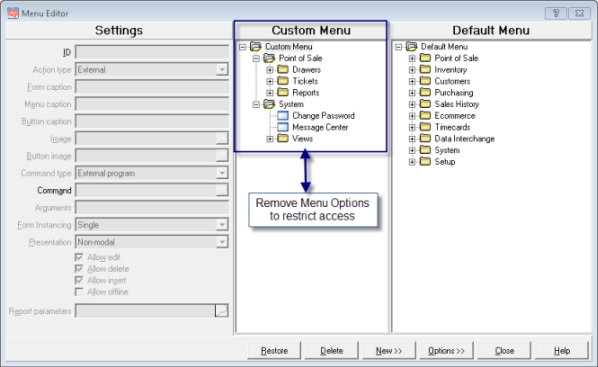 Menu Editor
Settings
Custom Menu
Default Menu
ID
Action type External
Form caption
Menu caption
Button caption
Image
Button image
Command type External program
Command
Arguments
Form Instancing Single
Presentation Non-modal
Allow edit
Allow delete
Allow insert
Allow offline
Report parameters
Custom Menu
Point of Sale
Drawers
Tickets
Reports
System
Change Password
Message Center
Views
Remove Menu Options
to restrict access
Default Menu
Point of Sale
Inventory
Customers
Purchasing
Sales History
Ecommerce
Timecards
Data Interchange
System
Setup
Restore
Delete
New >>
Options >>
Close
Help